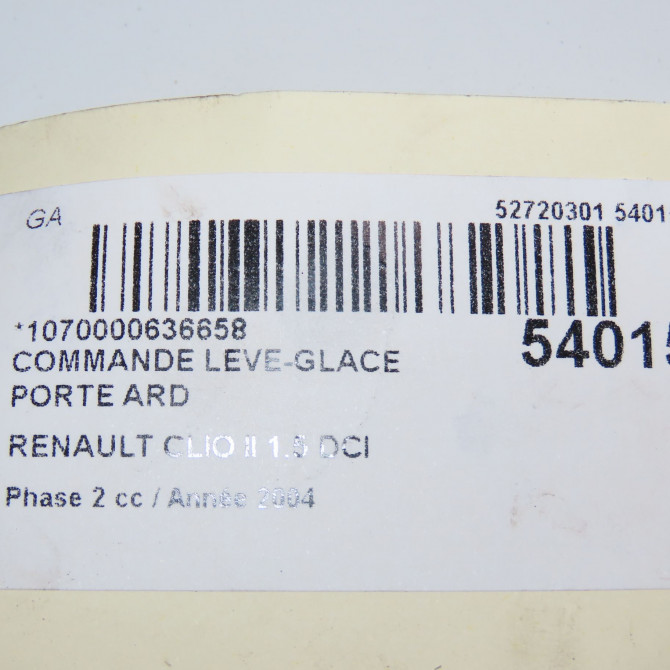 GA
52720301 5401
*1070000636658
5401
COMMANDE LEVE-GLACE
PORTE ARD
RENAULT CLIO II 1.5 DCI
Phase 2 cc / Année 2004